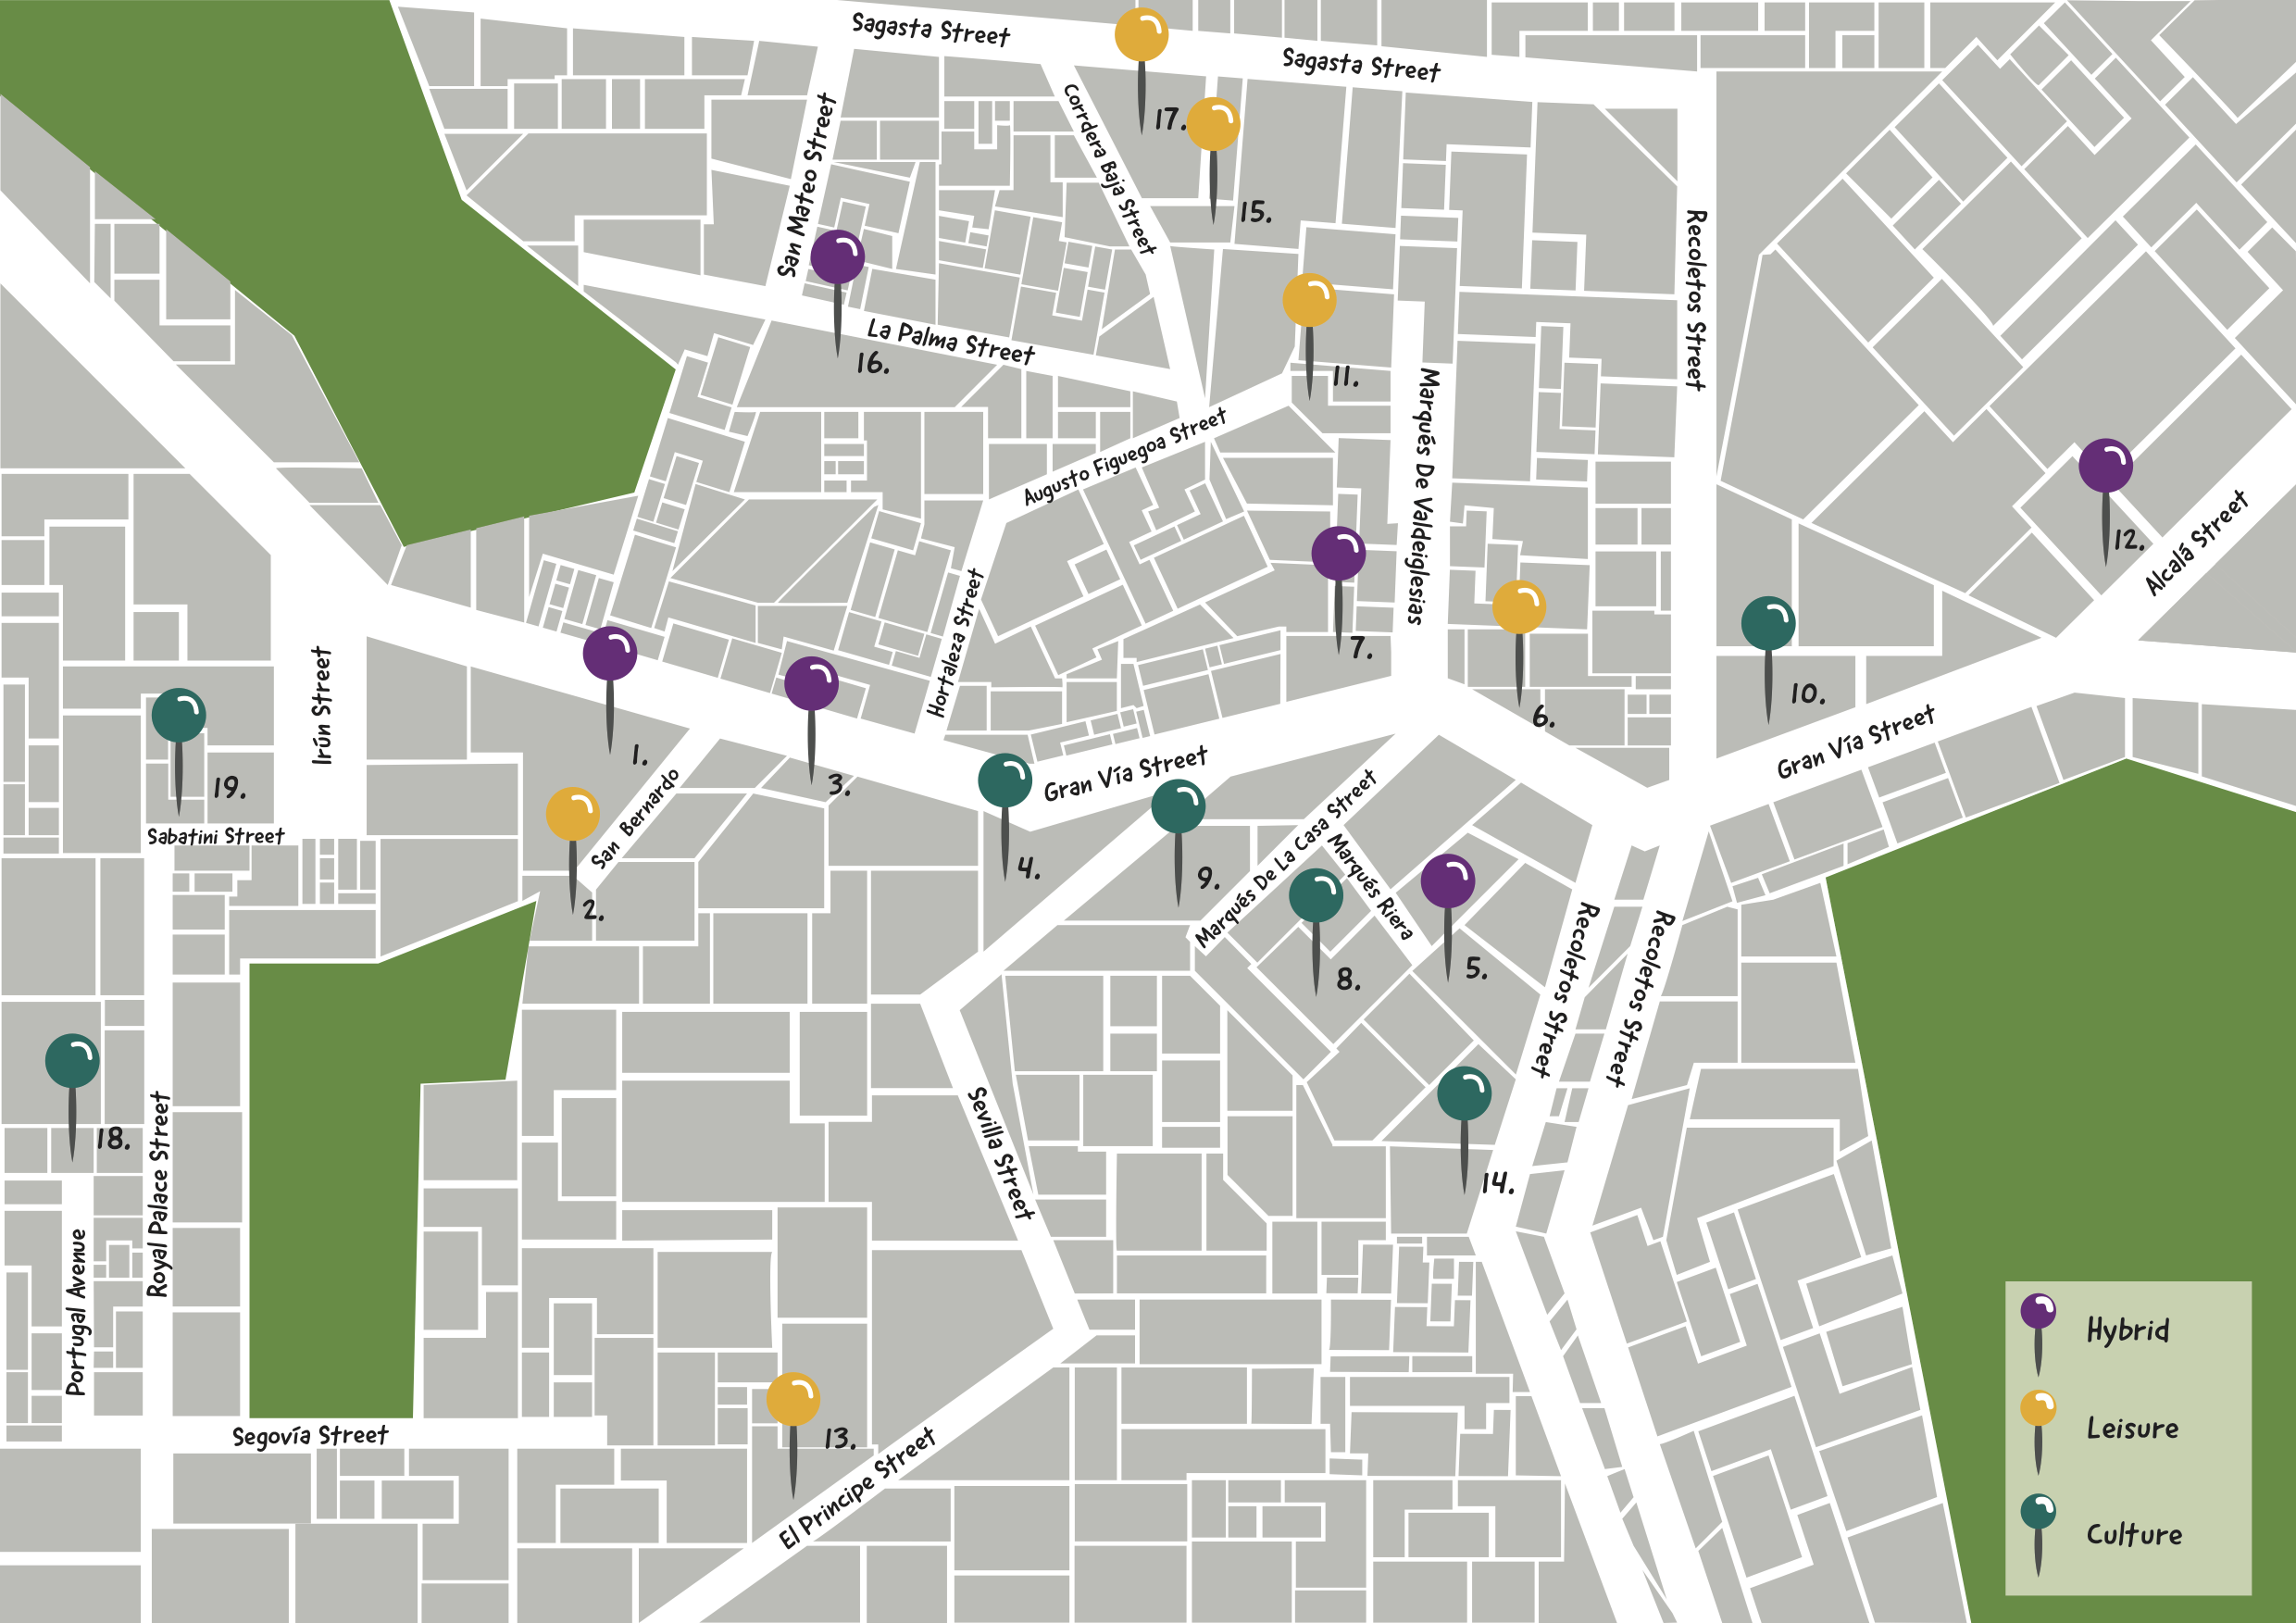 Sagasta Street
Sagasta Street
17.
Corrdera Baja Street
San Mateo Street
15.
Recoletos Street
La Palma Street
16.
11.
Marqués De Valdeiglesias
Augusto Figuegoa Street
12.
Alcalá Street
Hortaleza Street
7.
Irún Street
6.
10.
1.
Gran Vía Street
Gran Vía Street
3.
19.
San Bernardo
Sabatini Street
4.
9.
Marqués De La Casa Street
Marqués Riera
2.
8.
5.
Recoletos Street
Recoletos Street
18.
Royal Palace Street
Sevilla Street
14.
Portugal Avenue
Segovía Street
13.
El Principe Street
Hybrid
Leisure
Culture